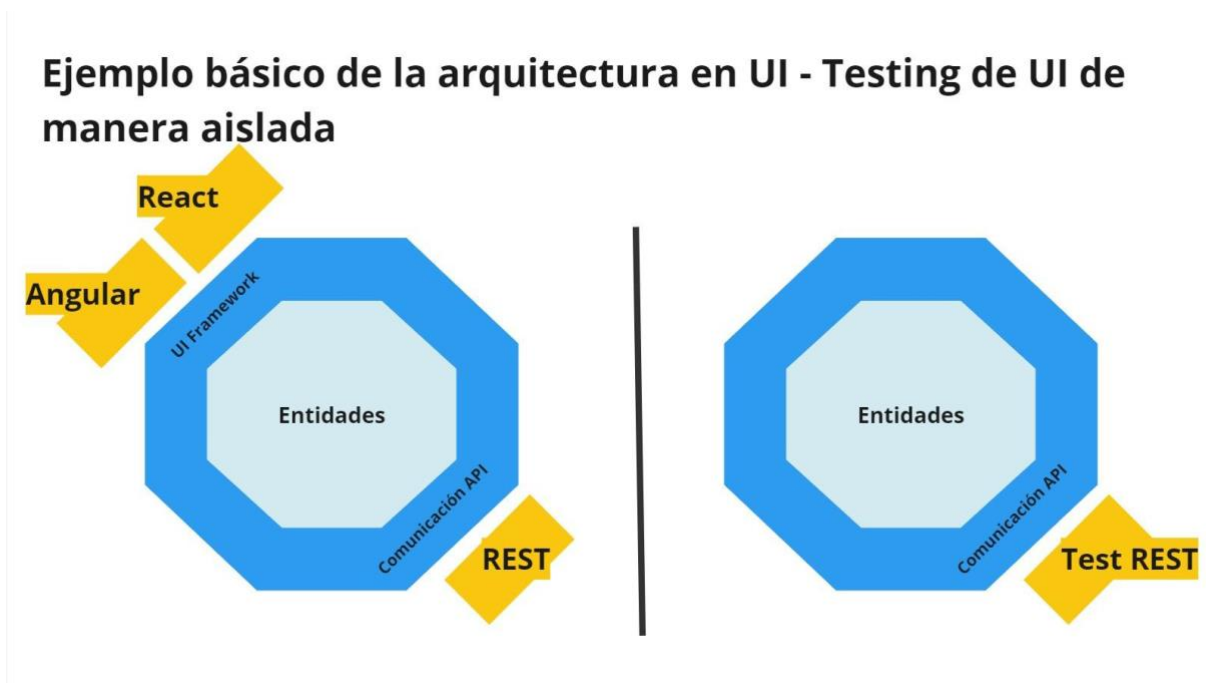 Ejemplo básico de la arquitectura en UI - Testing de UI de
manera aislada
React
Angular
UI Framework
Entidades
Comunicación API
REST
Entidades
Comunicación API
Test REST